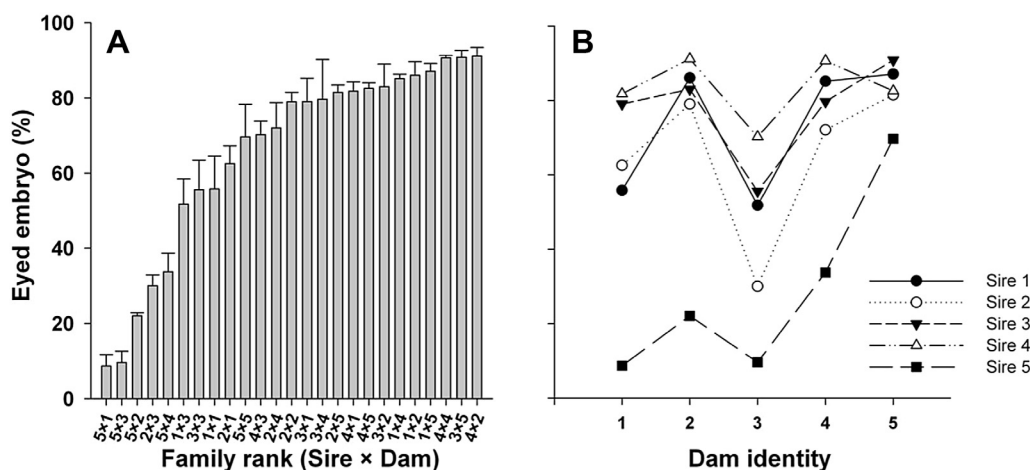 A
B
Eyed embryo (%)
100
80
60
40
20
0
5×1 5×3 5×2 2×3 5×4 1×3 3×3 1×1 2×1 5×5 4×3 2×4 2×2 3×1 3×4 2×5 4×1 4×5 3×2 1×4 1×2 1×5 4×4 3×5 4×2
Family rank (Sire × Dam)
Sire 1
Sire 2
Sire 3
Sire 4
Sire 5
1 2 3 4 5
Dam identity